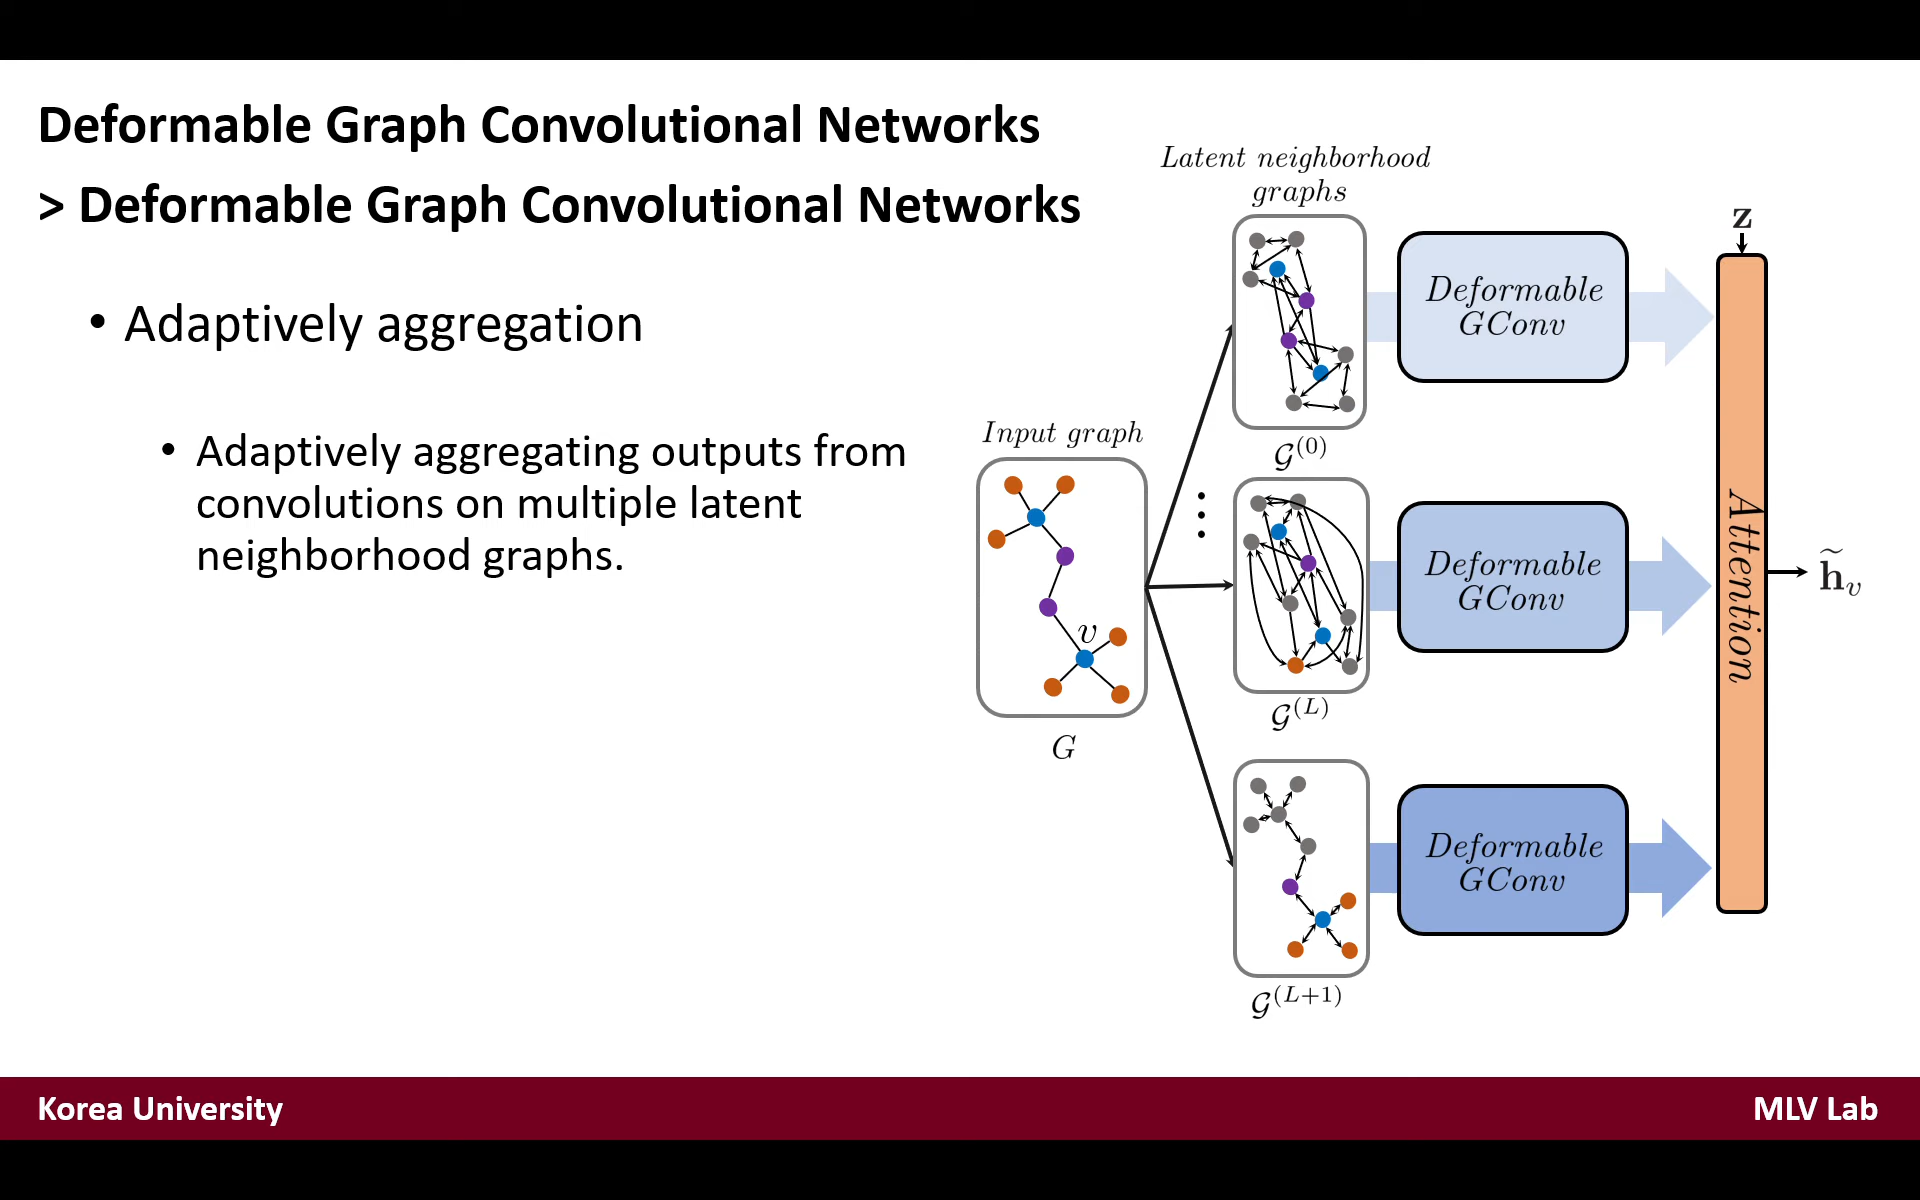 Deformable Graph Convolutional Networks
> Deformable Graph Convolutional Networks
• Adaptively aggregation
• Adaptively aggregating outputs from
convolutions on multiple latent
neighborhood graphs.
Latent neighborhood
graphs
z
Deformable
GConv
𝒢^(0)
Input graph
v
G
Deformable
GConv
𝒢^(L)
Attention
h̃_v
Deformable
GConv
𝒢^(L+1)
Korea University
MLV Lab